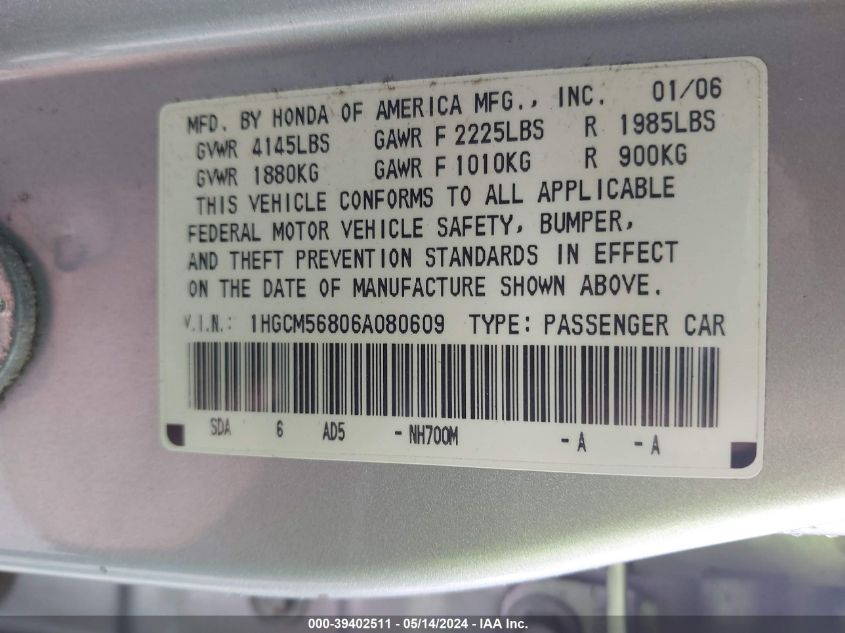 MFD. BY HONDA OF AMERICA MFG., INC. 01/06
GVWR 4145LBS GAWR F 2225LBS R 1985LBS
GVWR 1880KG GAWR F 1010KG R 900KG
THIS VEHICLE CONFORMS TO ALL APPLICABLE
FEDERAL MOTOR VEHICLE SAFETY, BUMPER,
AND THEFT PREVENTION STANDARDS IN EFFECT
ON THE DATE OF MANUFACTURE SHOWN ABOVE.
V.I.N.: 1HGCM56806A080609 TYPE: PASSENGER CAR
SDA 6 AD5 - NH700M - A - A
000-39402511 - 05/14/2024 - IAA Inc.